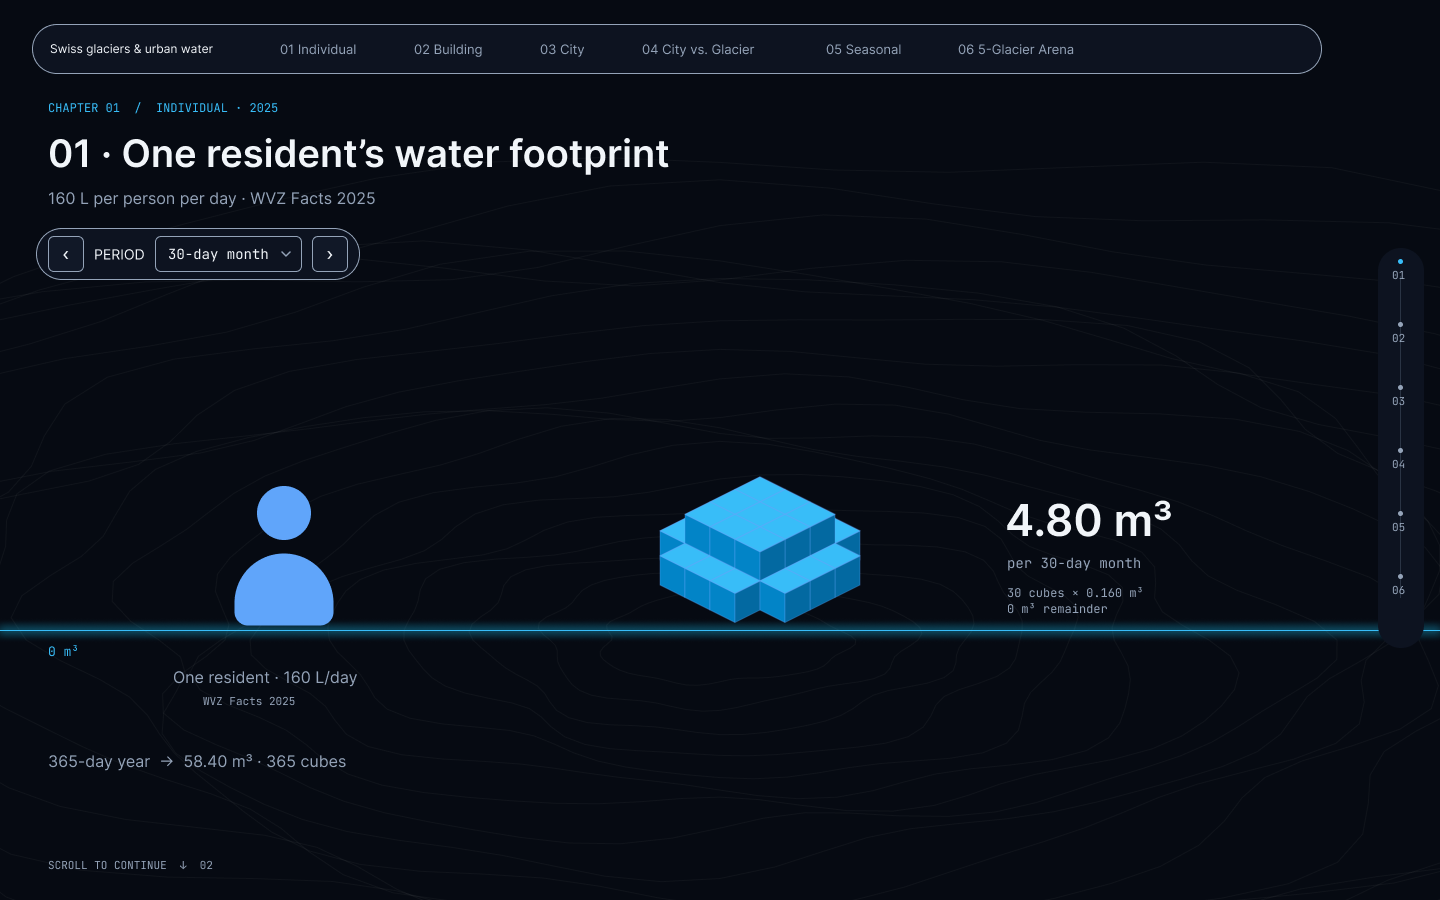 Swiss glaciers & urban water 01 Individual 02 Building 03 City 04 City vs. Glacier 05 Seasonal 06 5-Glacier Arena
CHAPTER 01 / INDIVIDUAL · 2025
01 · One resident’s water footprint
160 L per person per day · WVZ Facts 2025
‹ PERIOD 30-day month ›
01
02
03
04
05
06
4.80 m³
per 30-day month
30 cubes × 0.160 m³
0 m³ remainder
0 m³
One resident · 160 L/day
WVZ Facts 2025
365-day year → 58.40 m³ · 365 cubes
SCROLL TO CONTINUE ↓ 02